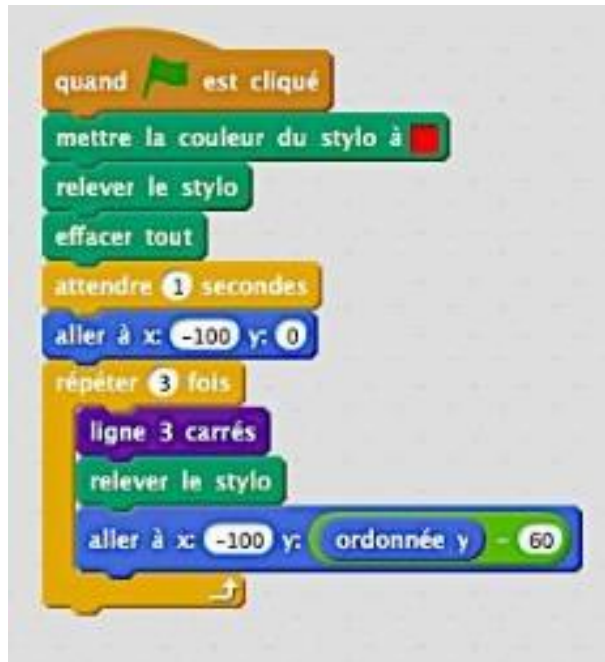 quand est cliqué
mettre la couleur du stylo à
relever le stylo
effacer tout
attendre 1 secondes
aller à x: -100 y: 0
répéter 3 fois
ligne 3 carrés
relever le stylo
aller à x: -100 y: ordonnée y - 60